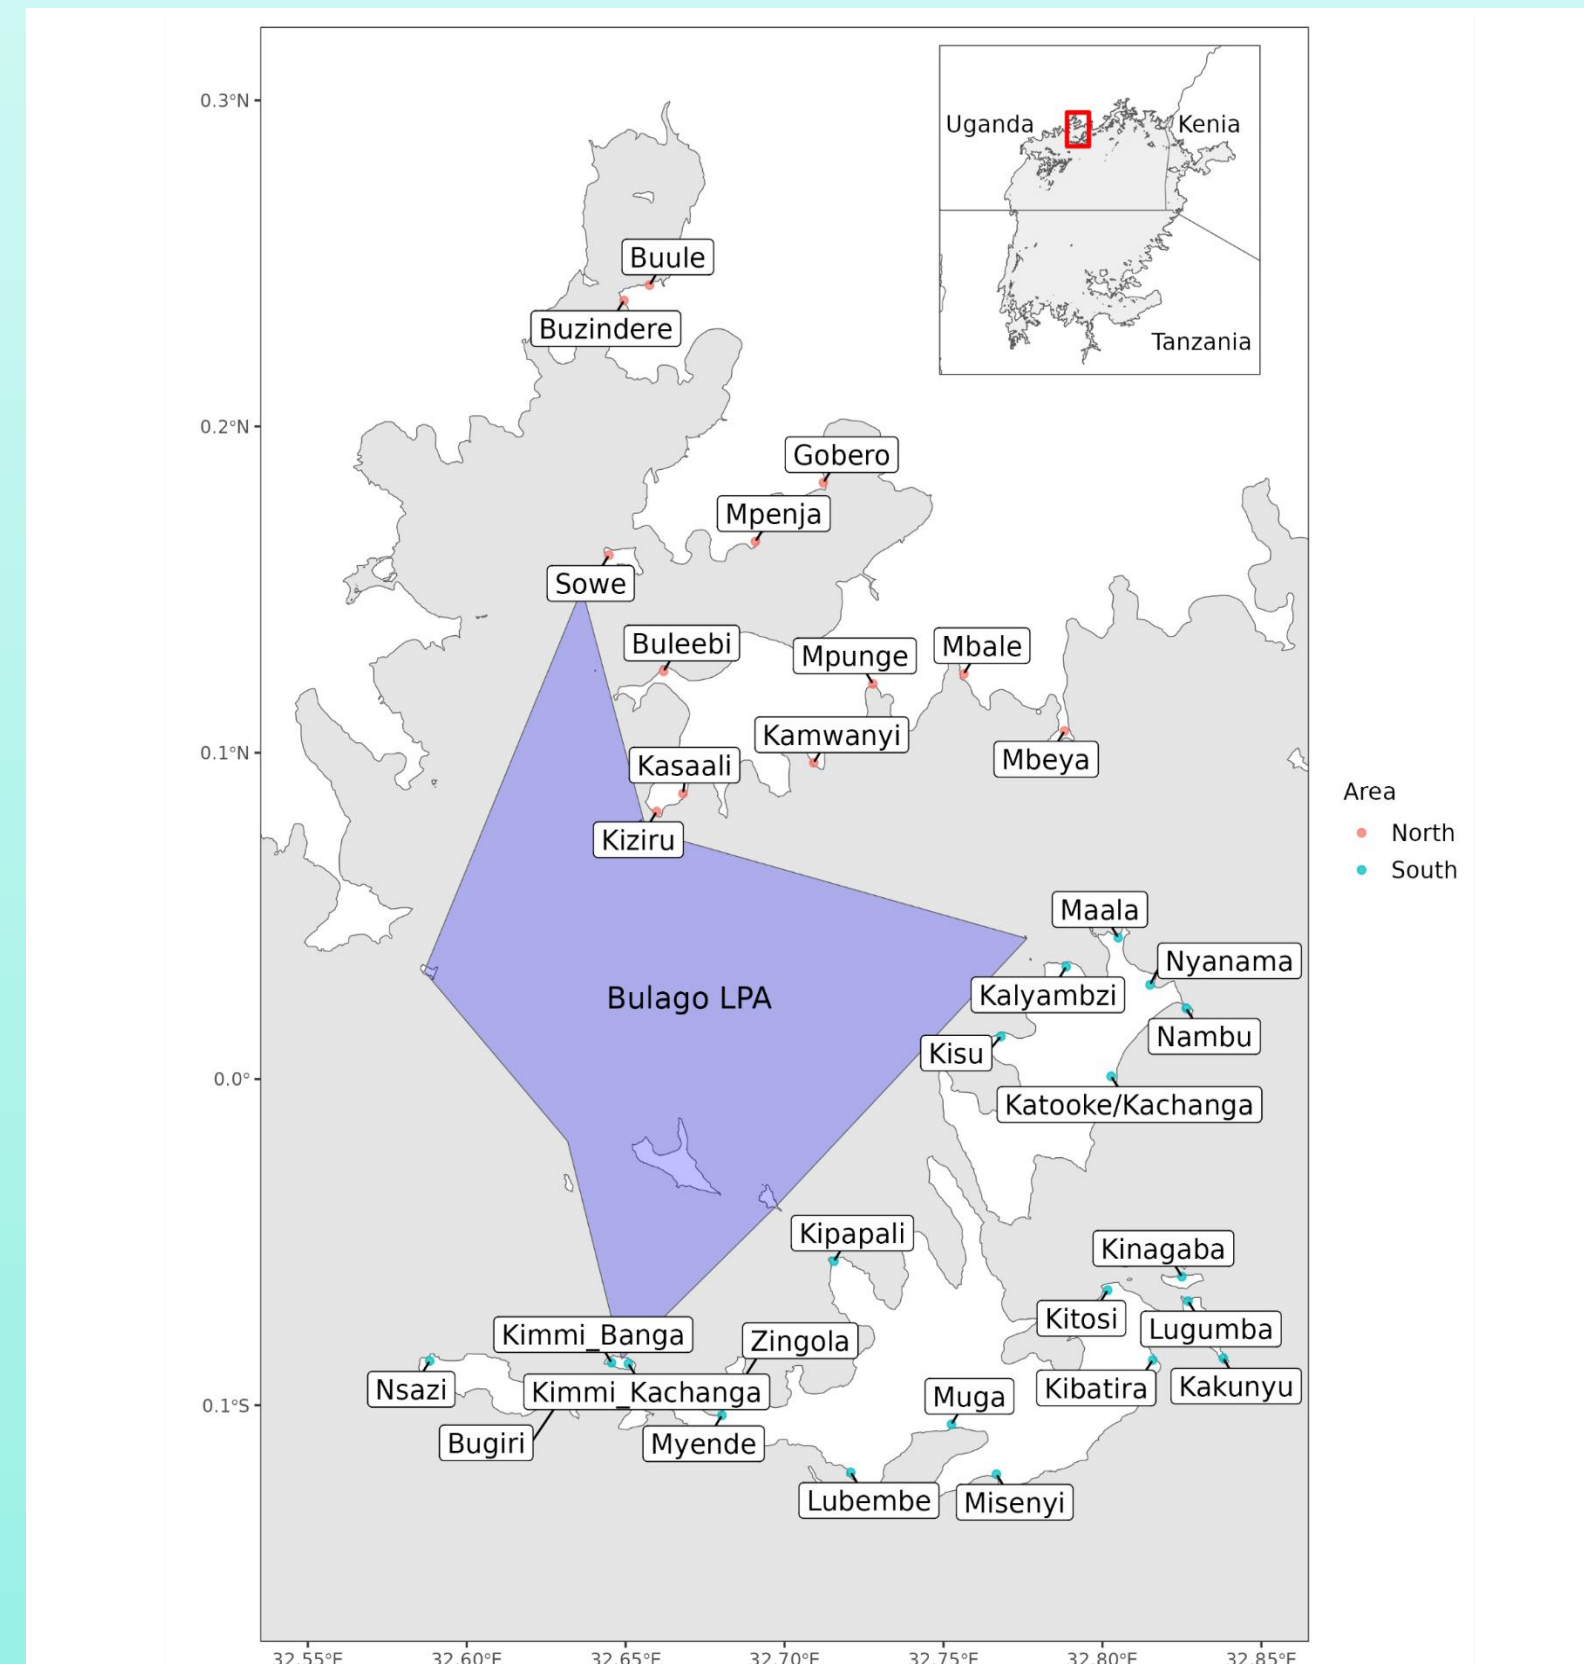 0.3°N
Uganda
Kenia
Tanzania
Buule
Buzindere
0.2°N
Gobero
Mpenja
Sowe
Buleebi
Mpunge
Mbale
Kamwanyi
0.1°N
Mbeya
Kasaali
Kiziru
Area
North
South
Maala
Nyanama
Kalyambzi
Bulago LPA
Nambu
Kisu
0.0°
Katooke/Kachanga
Kipapali
Kinagaba
Kitosi
Lugumba
Kimmi_Banga
Zingola
Nsazi
Kimmi_Kachanga
Kibatira
Kakunyu
Muga
0.1°S
Bugiri
Myende
Lubembe
Misenyi
32.55°E
32.60°E
32.65°E
32.70°E
32.75°E
32.80°E
32.85°E